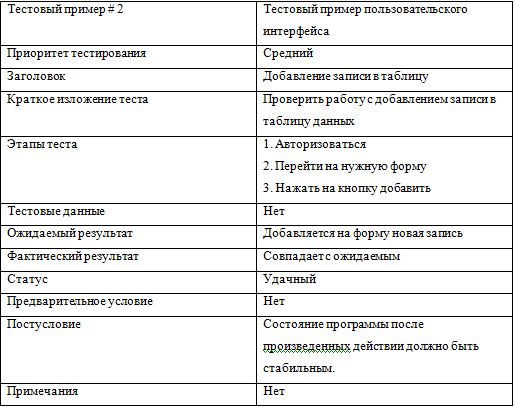 Тестовый пример # 2
Тестовый пример пользовательского
интерфейса
Приоритет тестирования
Средний
Заголовок
Добавление записи в таблицу
Краткое изложение теста
Проверить работу с добавлением записи в
таблицу данных
Этапы теста
1. Авторизоваться
2. Перейти на нужную форму
3. Нажать на кнопку добавить
Тестовые данные
Нет
Ожидаемый результат
Добавляется на форму новая запись
Фактический результат
Совпадает с ожидаемым
Статус
Удачный
Предварительное условие
Нет
Постусловие
Состояние программы после
произведенных действии должно быть
стабильным.
Примечания
Нет